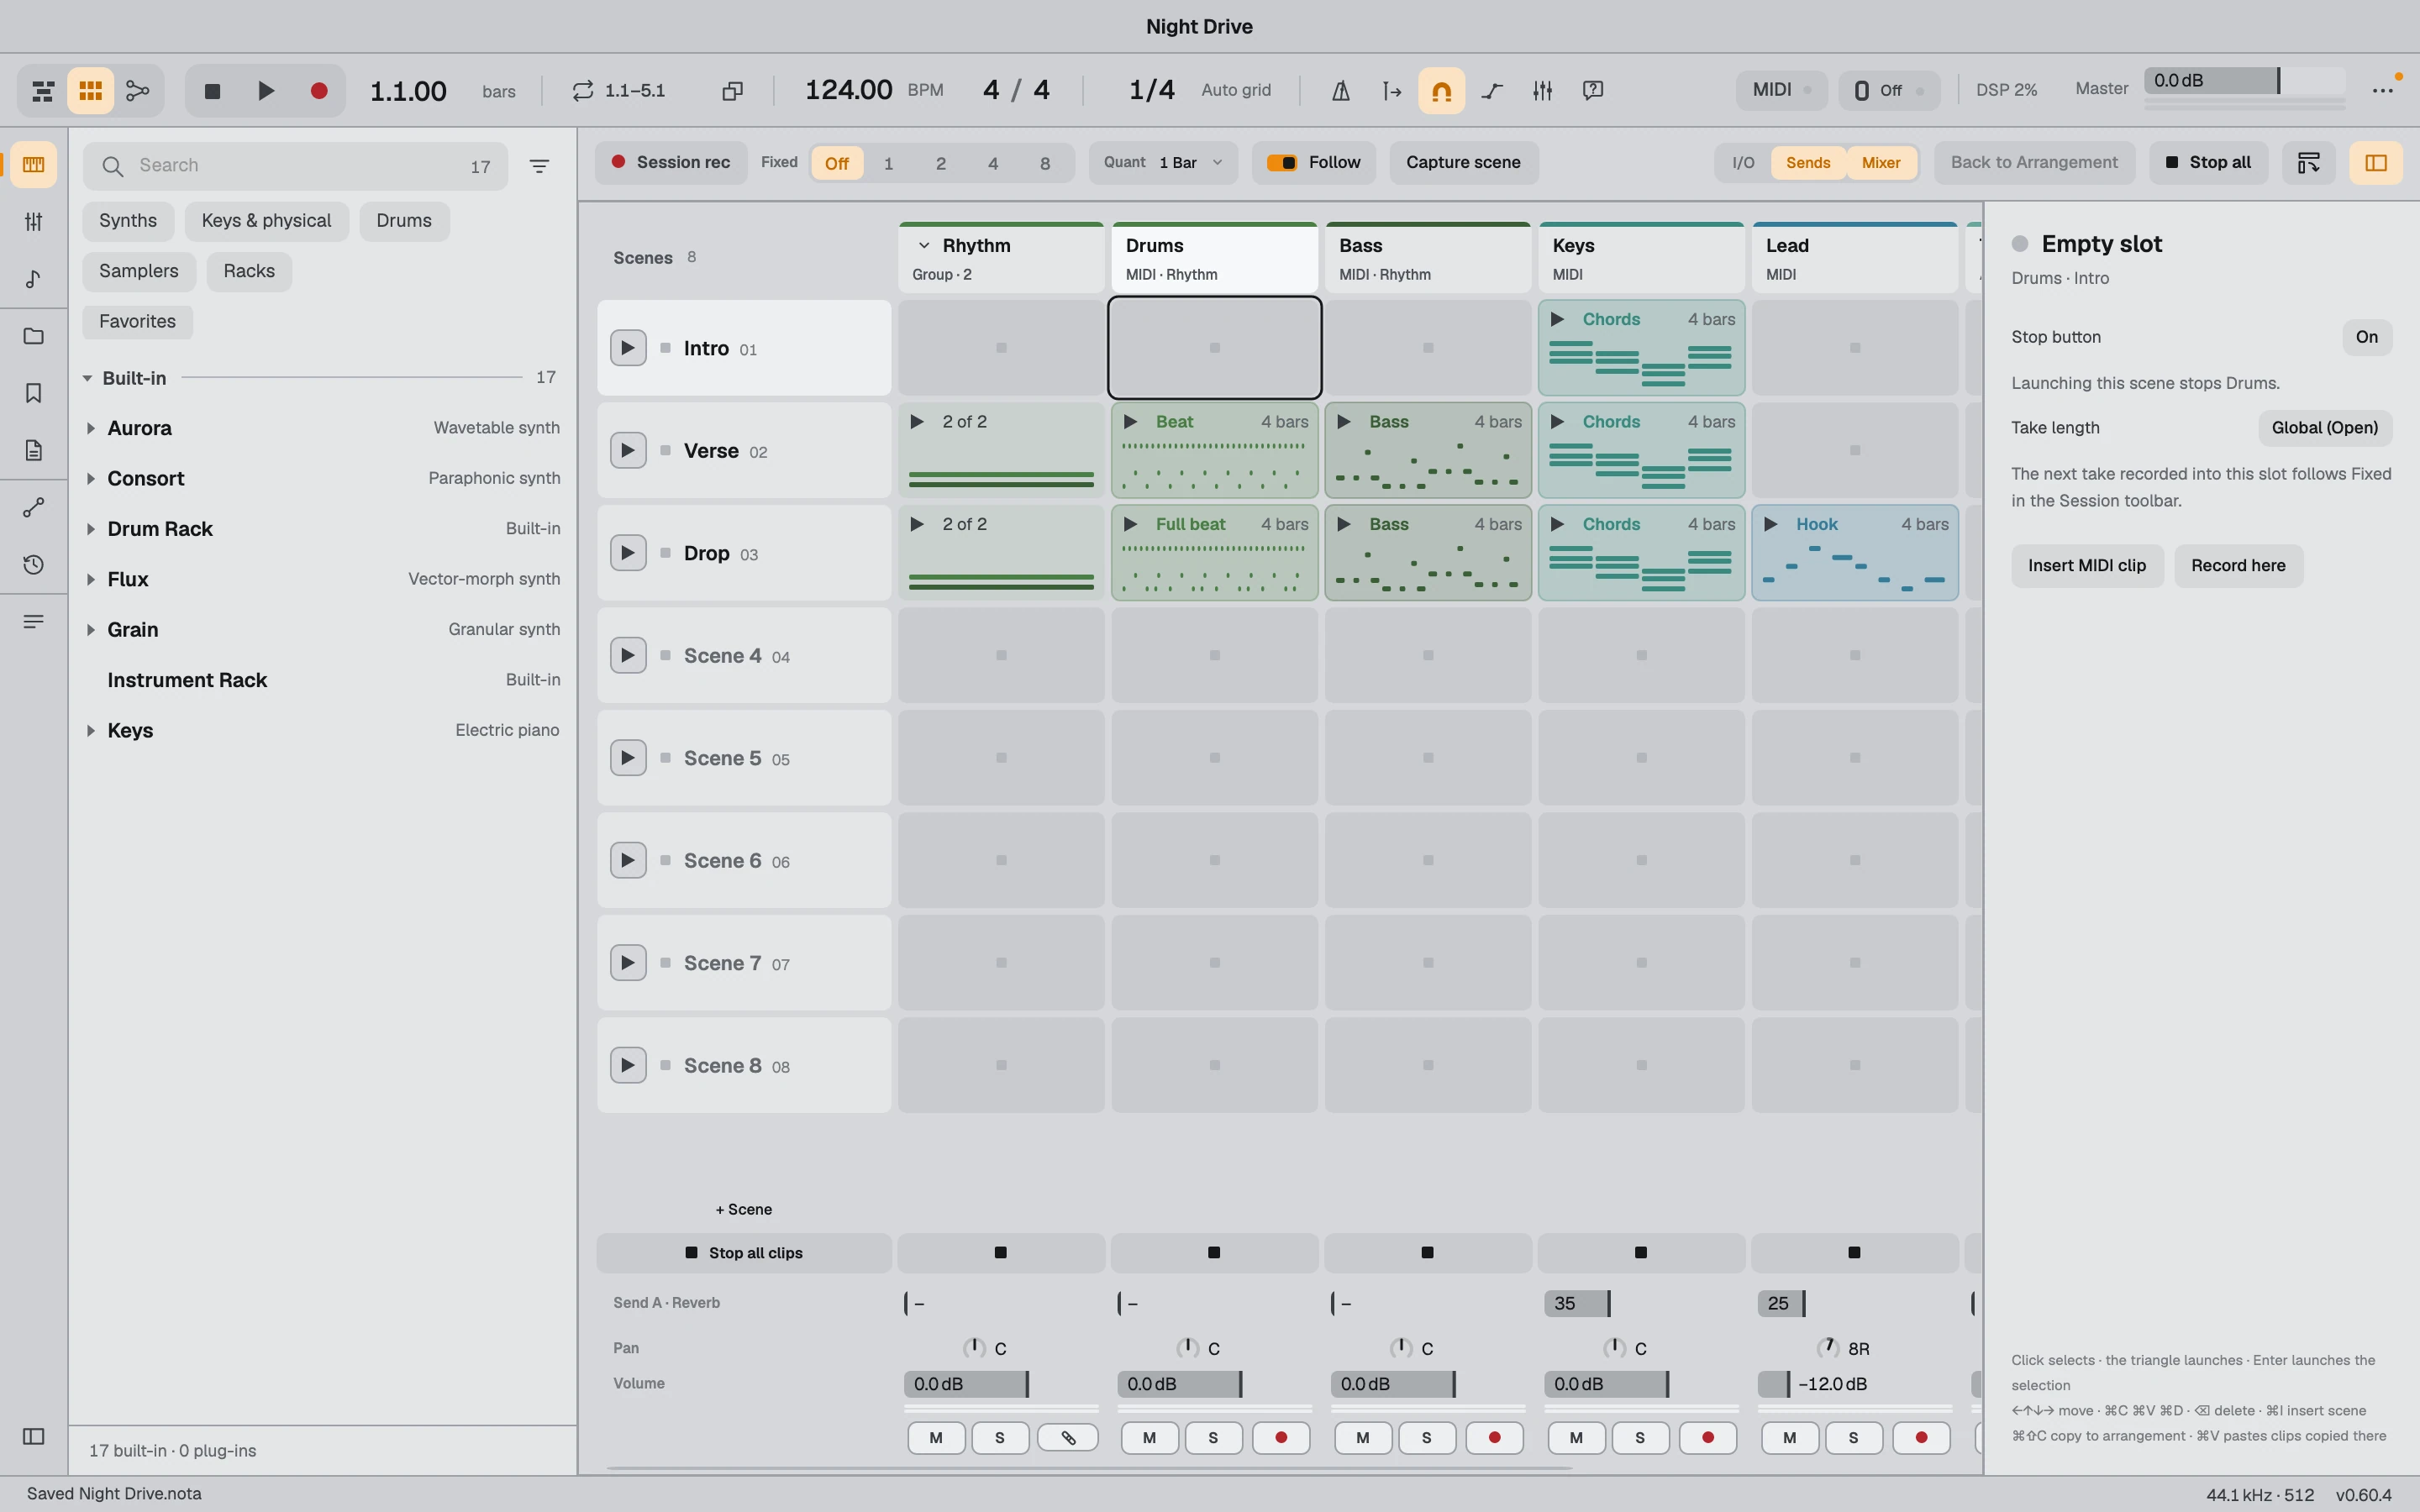 Night Drive
1.1.00 bars 1.1–5.1 124.00 BPM 4 / 4 1/4 Auto grid MIDI Off DSP 2% Master 0.0 dB
Search 17
Synths Keys & physical Drums
Samplers Racks
Favorites
Built-in 17
Aurora Wavetable synth
Consort Paraphonic synth
Drum Rack Built-in
Flux Vector-morph synth
Grain Granular synth
Instrument Rack Built-in
Keys Electric piano
17 built-in · 0 plug-ins
Session rec Fixed Off 1 2 4 8 Quant 1 Bar Follow Capture scene I/O Sends Mixer Back to Arrangement Stop all
Scenes 8
Rhythm Drums Bass Keys Lead
Group · 2 MIDI · Rhythm MIDI · Rhythm MIDI MIDI
Intro 01 Chords 4 bars
Verse 02 2 of 2 Beat 4 bars Bass 4 bars Chords 4 bars
Drop 03 2 of 2 Full beat 4 bars Bass 4 bars Chords 4 bars Hook 4 bars
Scene 4 04
Scene 5 05
Scene 6 06
Scene 7 07
Scene 8 08
+ Scene
Stop all clips
Send A · Reverb – – – 35 25
Pan C C C C 8R
Volume 0.0 dB 0.0 dB 0.0 dB 0.0 dB −12.0 dB
M S M S M S M S M S
Empty slot
Drums · Intro
Stop button On
Launching this scene stops Drums.
Take length Global (Open)
The next take recorded into this slot follows Fixed
in the Session toolbar.
Insert MIDI clip Record here
Click selects · the triangle launches · Enter launches the
selection
←↑↓→ move · ⌘C ⌘V ⌘D · ⌫ delete · ⌘I insert scene
⌘⇧C copy to arrangement · ⌘V pastes clips copied there
Saved Night Drive.nota 44.1 kHz · 512 v0.60.4